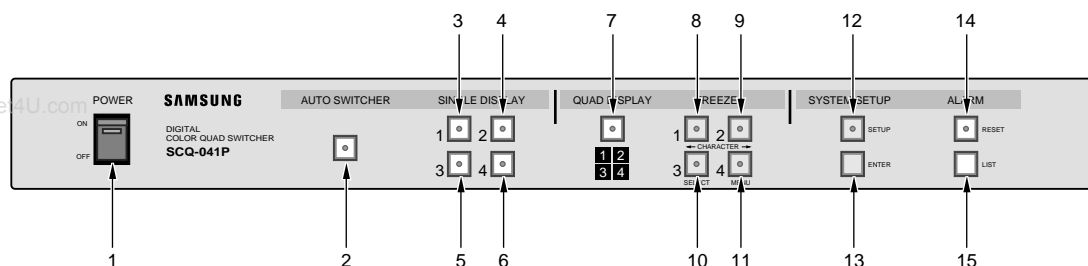 3 4 7 8 9 12 14
et4U.com
POWER SAMSUNG AUTO SWITCHER SINGLE DISPLAY QUAD DISPLAY FREEZE SYSTEM SETUP ALARM
ON
DIGITAL
COLOR QUAD SWITCHER
SCQ-041P
OFF
1 2
3 4
1 2
3 4
1 2
CHARACTER
3 4
SELECT MENU
SETUP
ENTER
RESET
LIST
1 2 5 6 10 11 13 15